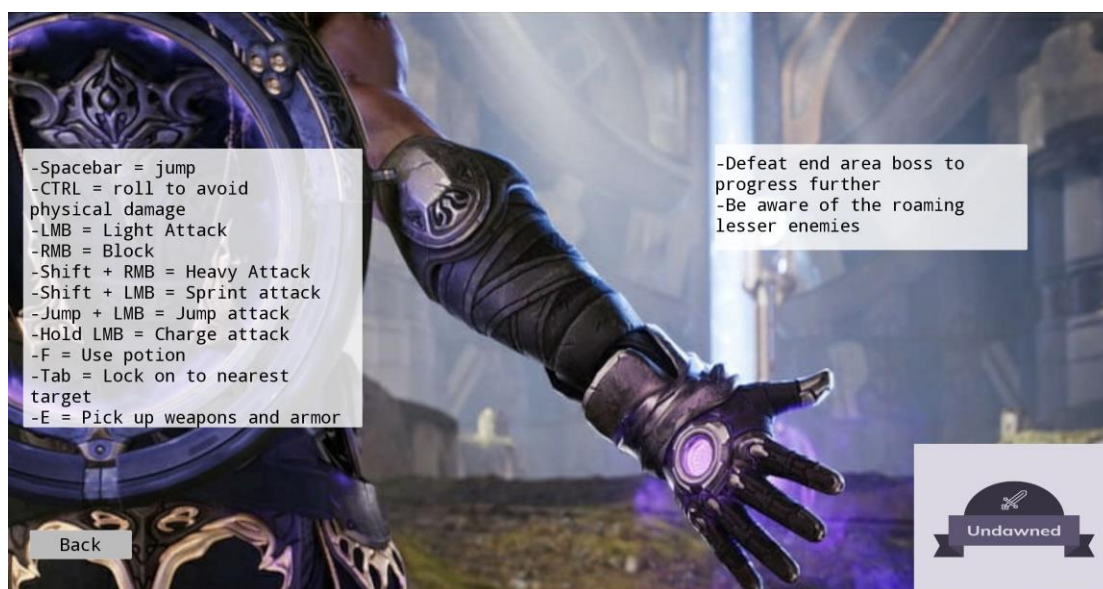 -Spacebar = jump
-CTRL = roll to avoid
physical damage
-LMB = Light Attack
-RMB = Block
-Shift + RMB = Heavy Attack
-Shift + LMB = Sprint attack
-Jump + LMB = Jump attack
-Hold LMB = Charge attack
-F = Use potion
-Tab = Lock on to nearest
target
-E = Pick up weapons and armor
-Defeat end area boss to
progress further
-Be aware of the roaming
lesser enemies
Back
Undawned